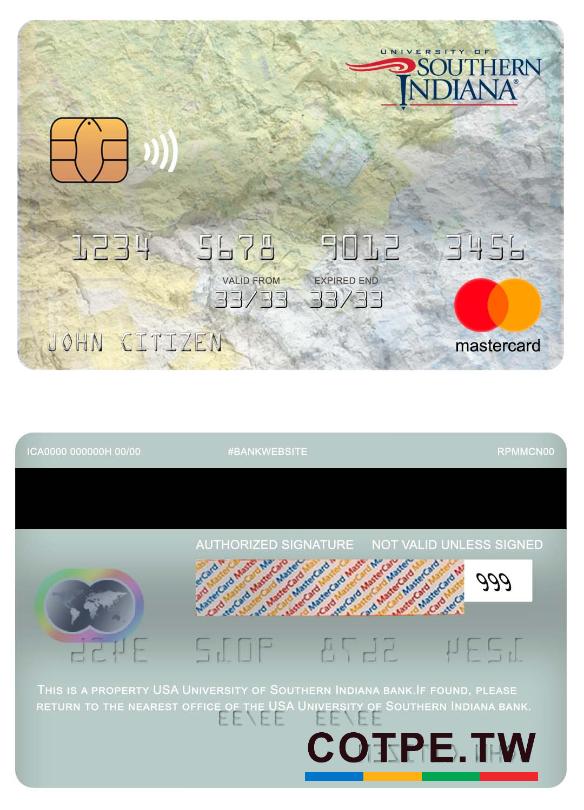 UNIVERSITY OF
SOUTHERN
INDIANA®
1234 5678 9012 3456
VALID FROM EXPIRED END
33/33 33/33
JOHN CITIZEN
mastercard
ICA0000 000000H 00/00 #BANKWEBSITE RPMMCN00
AUTHORIZED SIGNATURE NOT VALID UNLESS SIGNED
MasterCard MasterCard MasterCard
999
THIS IS A PROPERTY USA UNIVERSITY OF SOUTHERN INDIANA BANK.IF FOUND, PLEASE
RETURN TO THE NEAREST OFFICE OF THE USA UNIVERSITY OF SOUTHERN INDIANA BANK.
COTPE.TW